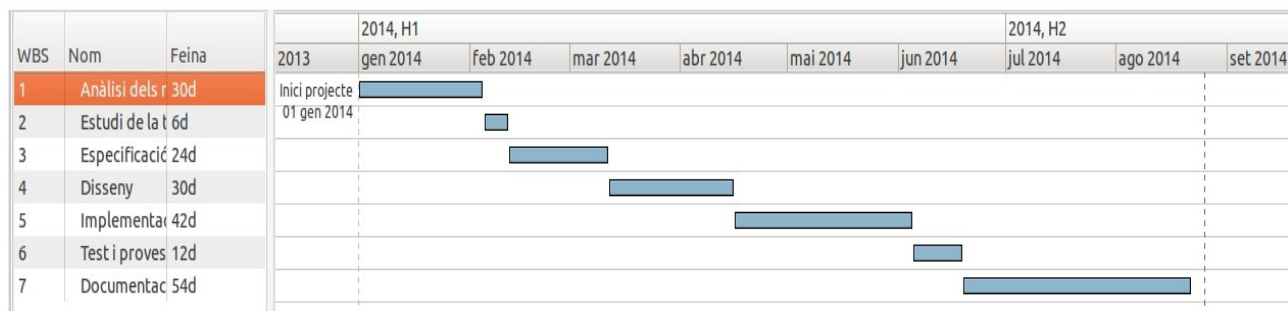 2014, H1 2014, H2
WBS Nom Feina 2013 gen 2014 feb 2014 mar 2014 abr 2014 mai 2014 jun 2014 jul 2014 ago 2014 set 2014
1 Anàlisi dels r 30d Inici projecte
01 gen 2014
2 Estudi de la t 6d
3 Especificació 24d
4 Disseny 30d
5 Implementac 42d
6 Test i proves 12d
7 Documentac 54d